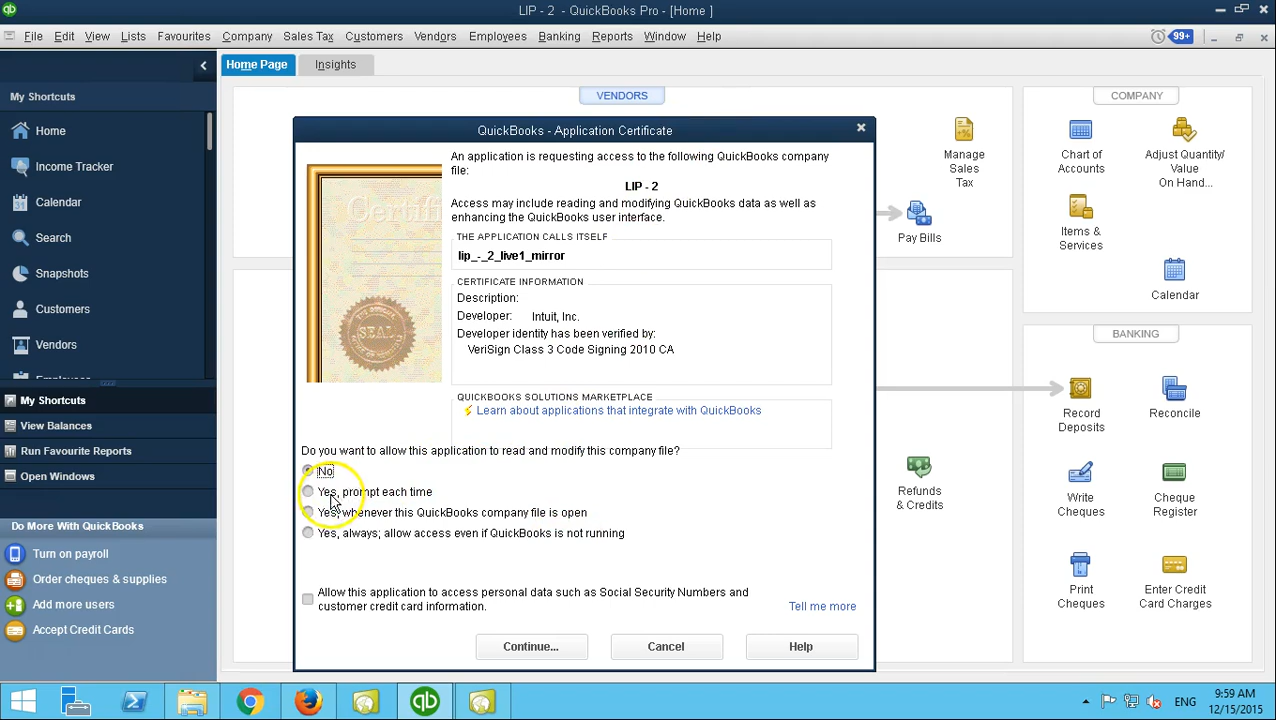 LIP - 2 - QuickBooks Pro - [Home ]
File Edit View Lists Favourites Company Sales Tax Customers Vendors Employees Banking Reports Window Help 99+
Home Page Insights
My Shortcuts
Home
Income Tracker
Calendar
Search
Snapshots
Customers
Vendors
My Shortcuts
View Balances
Run Favourite Reports
Open Windows
Do More With QuickBooks
Turn on payroll
Order cheques & supplies
Add more users
Accept Credit Cards
VENDORS
QuickBooks - Application Certificate
An application is requesting access to the following QuickBooks company
file:
LIP - 2
Access may include reading and modifying QuickBooks data as well as
enhancing the QuickBooks user interface.
THE APPLICATION CALLS ITSELF
lip_-_2_live1_mirror
CERTIFICATE INFORMATION
Description:
Developer: Intuit, Inc.
Developer identity has been verified by:
VeriSign Class 3 Code Signing 2010 CA
SEAL
QUICKBOOKS SOLUTIONS MARKETPLACE
Learn about applications that integrate with QuickBooks
Do you want to allow this application to read and modify this company file?
No
Yes, prompt each time
Yes, whenever this QuickBooks company file is open
Yes, always; allow access even if QuickBooks is not running
Allow this application to access personal data such as Social Security Numbers and
customer credit card information.
Tell me more
Continue... Cancel Help
Manage
Sales
Tax
Pay Bills
Refunds
& Credits
COMPANY
Chart of
Accounts
Adjust Quantity/
Value
On Hand...
Items &
Services
Calendar
BANKING
Record
Deposits
Reconcile
Write
Cheques
Cheque
Register
Print
Cheques
Enter Credit
Card Charges
qb
ENG
9:59 AM
12/15/2015